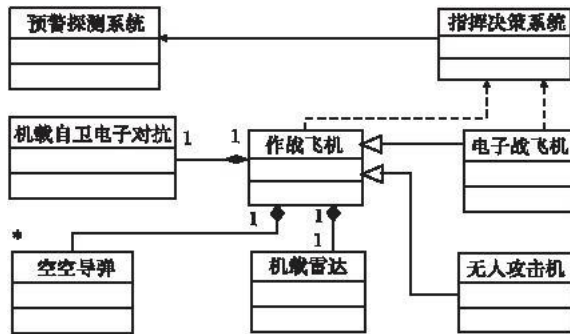 预警探测系统
指挥决策系统
机载自卫电子对抗
1
1
作战飞机
电子战飞机
*
1
1
1
空空导弹
机载雷达
无人攻击机